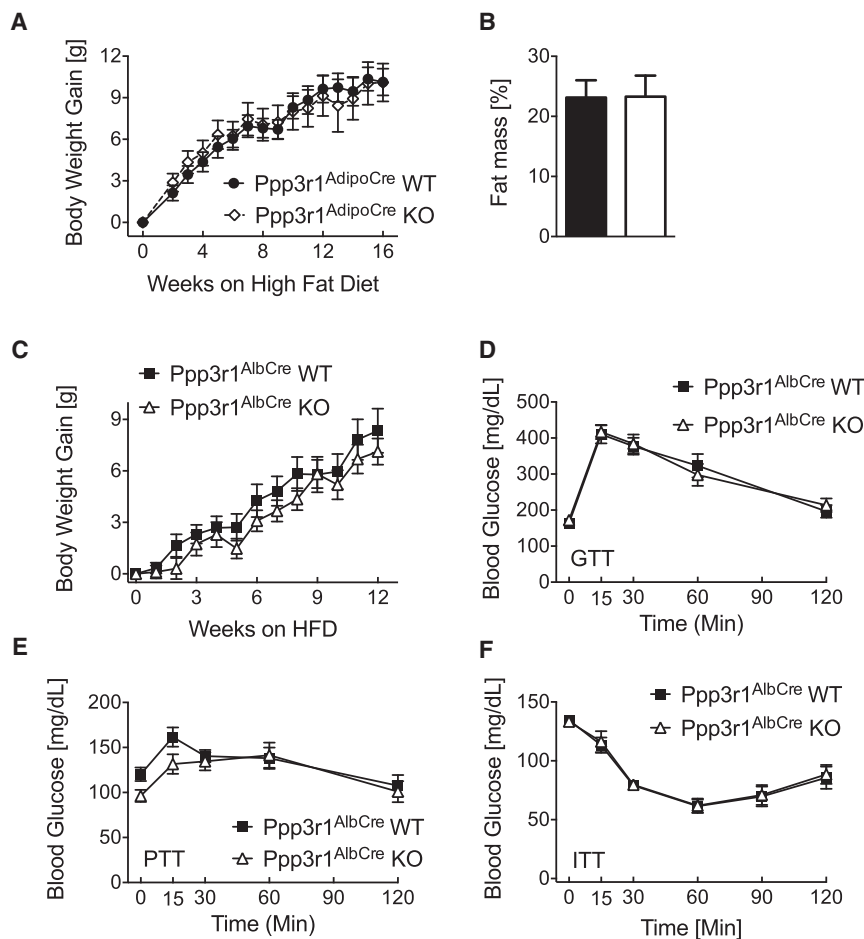 A
Body Weight Gain [g]
12
9
6
3
0
Ppp3r1AdipoCre WT
Ppp3r1AdipoCre KO
0 4 8 12 16
Weeks on High Fat Diet
B
Fat mass [%]
30
20
10
0
C
Ppp3r1AlbCre WT
Ppp3r1AlbCre KO
Body Weight Gain [g]
9
6
3
0
0 3 6 9 12
Weeks on HFD
D
Ppp3r1AlbCre WT
Ppp3r1AlbCre KO
Blood Glucose [mg/dL]
500
400
300
200
100
0
GTT
0 15 30 60 90 120
Time (Min)
E
Blood Glucose [mg/dL]
200
150
100
50
0
Ppp3r1AlbCre WT
Ppp3r1AlbCre KO
PTT
0 15 30 60 90 120
Time (Min)
F
Ppp3r1AlbCre WT
Ppp3r1AlbCre KO
Blood Glucose [mg/dL]
150
100
50
0
ITT
0 15 30 60 90 120
Time [Min]